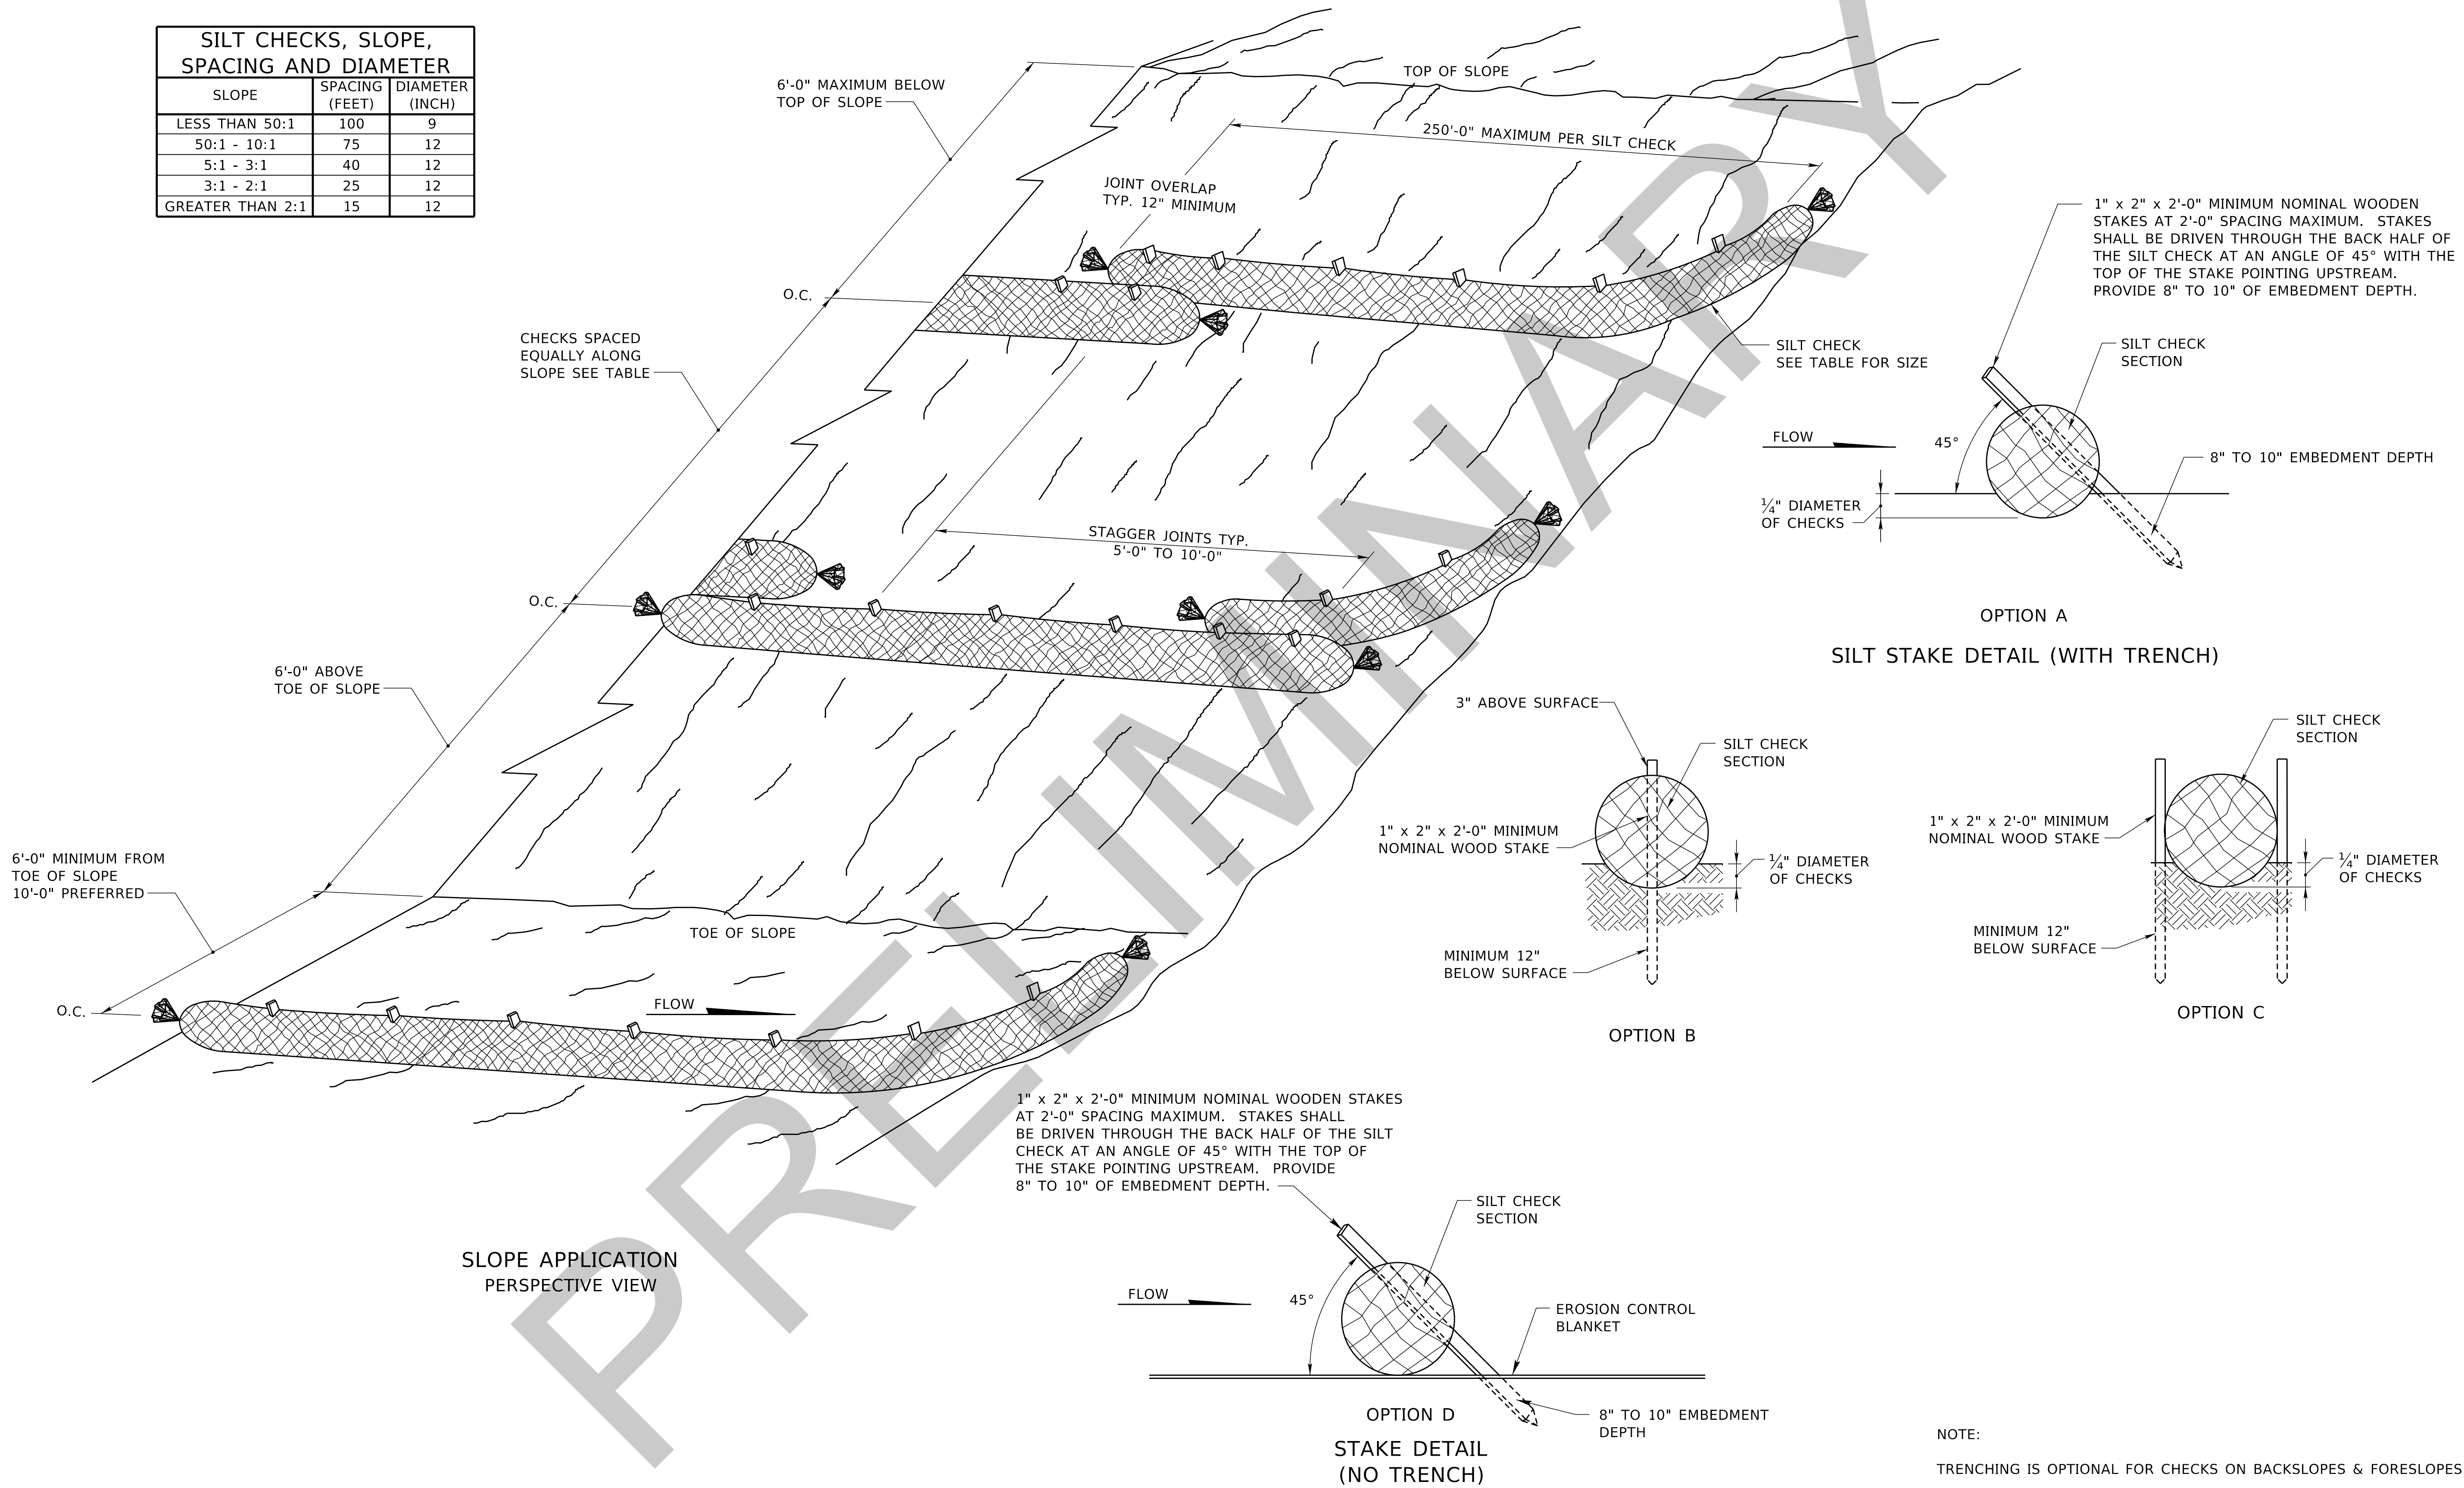 SILT CHECKS, SLOPE,
SPACING AND DIAMETER
SLOPE SPACING (FEET) DIAMETER (INCH)
LESS THAN 50:1 100 9
50:1 - 10:1 75 12
5:1 - 3:1 40 12
3:1 - 2:1 25 12
GREATER THAN 2:1 15 12
6'-0" MAXIMUM BELOW
TOP OF SLOPE
TOP OF SLOPE
250'-0" MAXIMUM PER SILT CHECK
JOINT OVERLAP
TYP. 12" MINIMUM
O.C.
CHECKS SPACED
EQUALLY ALONG
SLOPE SEE TABLE
SILT CHECK
SEE TABLE FOR SIZE
STAGGER JOINTS TYP.
5'-0" TO 10'-0"
O.C.
6'-0" ABOVE
TOE OF SLOPE
6'-0" MINIMUM FROM
TOE OF SLOPE
10'-0" PREFERRED
TOE OF SLOPE
O.C.
FLOW
SLOPE APPLICATION
PERSPECTIVE VIEW
1" x 2" x 2'-0" MINIMUM NOMINAL WOODEN
STAKES AT 2'-0" SPACING MAXIMUM. STAKES
SHALL BE DRIVEN THROUGH THE BACK HALF OF
THE SILT CHECK AT AN ANGLE OF 45° WITH THE
TOP OF THE STAKE POINTING UPSTREAM.
PROVIDE 8" TO 10" OF EMBEDMENT DEPTH.
SILT CHECK
SECTION
FLOW
45°
8" TO 10" EMBEDMENT DEPTH
¼" DIAMETER
OF CHECKS
OPTION A
SILT STAKE DETAIL (WITH TRENCH)
3" ABOVE SURFACE
SILT CHECK
SECTION
1" x 2" x 2'-0" MINIMUM
NOMINAL WOOD STAKE
¼" DIAMETER
OF CHECKS
MINIMUM 12"
BELOW SURFACE
OPTION B
SILT CHECK
SECTION
1" x 2" x 2'-0" MINIMUM
NOMINAL WOOD STAKE
¼" DIAMETER
OF CHECKS
MINIMUM 12"
BELOW SURFACE
OPTION C
1" x 2" x 2'-0" MINIMUM NOMINAL WOODEN STAKES
AT 2'-0" SPACING MAXIMUM. STAKES SHALL
BE DRIVEN THROUGH THE BACK HALF OF THE SILT
CHECK AT AN ANGLE OF 45° WITH THE TOP OF
THE STAKE POINTING UPSTREAM. PROVIDE
8" TO 10" OF EMBEDMENT DEPTH.
SILT CHECK
SECTION
FLOW
45°
EROSION CONTROL
BLANKET
8" TO 10" EMBEDMENT
DEPTH
OPTION D
STAKE DETAIL
(NO TRENCH)
NOTE:
TRENCHING IS OPTIONAL FOR CHECKS ON BACKSLOPES & FORESLOPES
PRELIMINARY